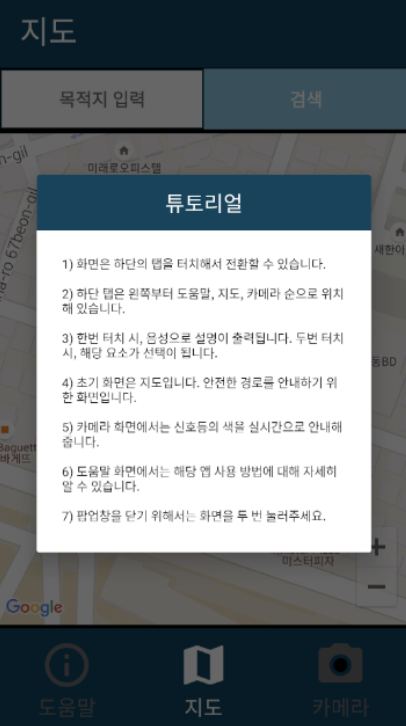 지도
목적지 입력
검색
n-gil
미래로오피스텔
na-ro 67beon-gil
새한아
튜토리얼
1) 화면은 하단의 탭을 터치해서 전환할 수 있습니다.
2) 하단 탭은 왼쪽부터 도움말, 지도, 카메라 순으로 위치
해 있습니다.
3) 한번 터치 시, 음성으로 설명이 출력됩니다. 두번 터치
시, 해당 요소가 선택이 됩니다.
동BD
4) 초기 화면은 지도입니다. 안전한 경로를 안내하기 위
한 화면입니다.
5) 카메라 화면에서는 신호등의 색을 실시간으로 안내해
줍니다.
Baguett
바게뜨
6) 도움말 화면에서는 해당 앱 사용 방법에 대해 자세히
알 수 있습니다.
7) 팝업창을 닫기 위해서는 화면을 두 번 눌러주세요.
미스터피자
Google
도움말
지도
카메라